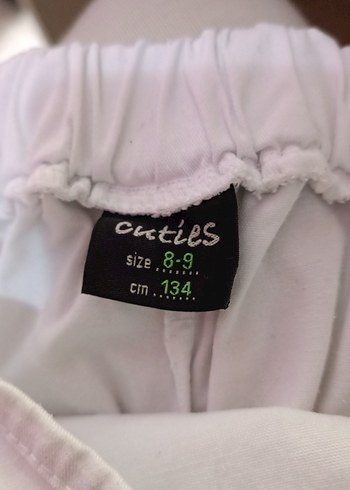 cuties
size 8-9
cm 134